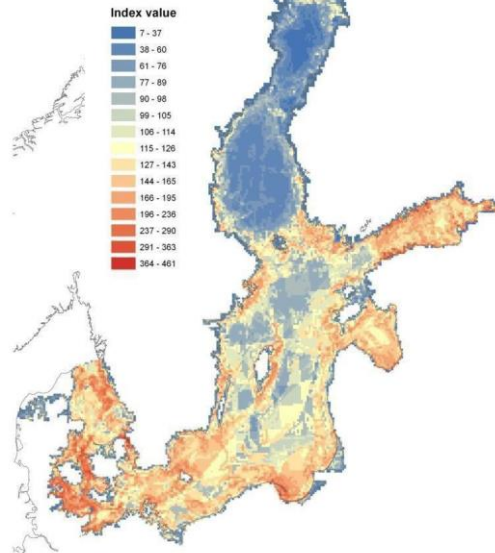 Index value
7 - 37
38 - 60
61 - 76
77 - 89
90 - 98
99 - 105
106 - 114
115 - 126
127 - 143
144 - 165
166 - 195
196 - 236
237 - 290
291 - 363
364 - 461